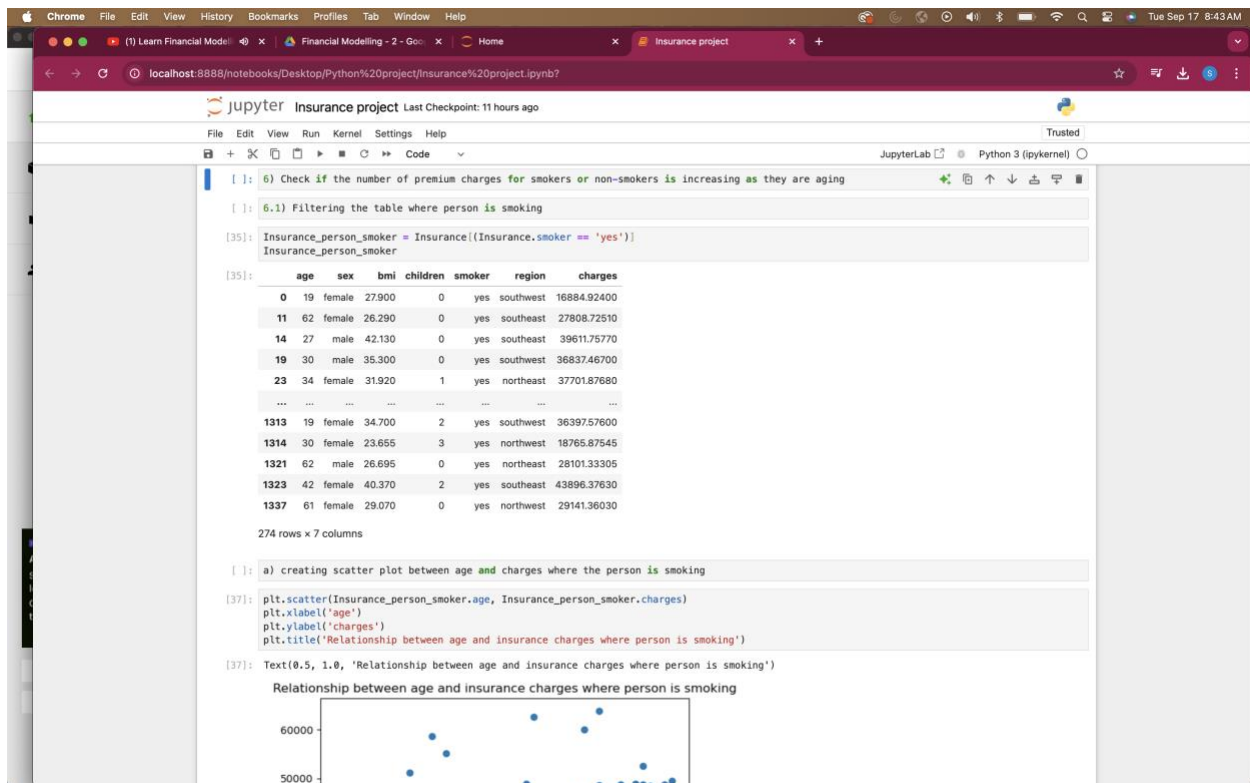 Chrome File Edit View History Bookmarks Profiles Tab Window Help Tue Sep 17 8:43 AM
(1) Learn Financial Modelli Financial Modelling - 2 - Goo Home Insurance project
localhost:8888/notebooks/Desktop/Python%20project/Insurance%20project.ipynb? S
jupyter Insurance project Last Checkpoint: 11 hours ago
File Edit View Run Kernel Settings Help Trusted
Code JupyterLab Python 3 (ipykernel)
[ ]: 6) Check if the number of premium charges for smokers or non-smokers is increasing as they are aging
[ ]: 6.1) Filtering the table where person is smoking
[35]: Insurance_person_smoker = Insurance[(Insurance.smoker == 'yes')]
Insurance_person_smoker
[35]: age sex bmi children smoker region charges
0 19 female 27.900 0 yes southwest 16884.92400
11 62 female 26.290 0 yes southeast 27808.72510
14 27 male 42.130 0 yes southeast 39611.75770
19 30 male 35.300 0 yes southwest 36837.46700
23 34 female 31.920 1 yes northeast 37701.87680
... ... ... ... ... ... ... ...
1313 19 female 34.700 2 yes southwest 36397.57600
1314 30 female 23.655 3 yes northwest 18765.87545
1321 62 male 26.695 0 yes northeast 28101.33305
1323 42 female 40.370 2 yes southeast 43896.37630
1337 61 female 29.070 0 yes northwest 29141.36030
274 rows × 7 columns
[ ]: a) creating scatter plot between age and charges where the person is smoking
[37]: plt.scatter(Insurance_person_smoker.age, Insurance_person_smoker.charges)
plt.xlabel('age')
plt.ylabel('charges')
plt.title('Relationship between age and insurance charges where person is smoking')
[37]: Text(0.5, 1.0, 'Relationship between age and insurance charges where person is smoking')
Relationship between age and insurance charges where person is smoking
60000
50000